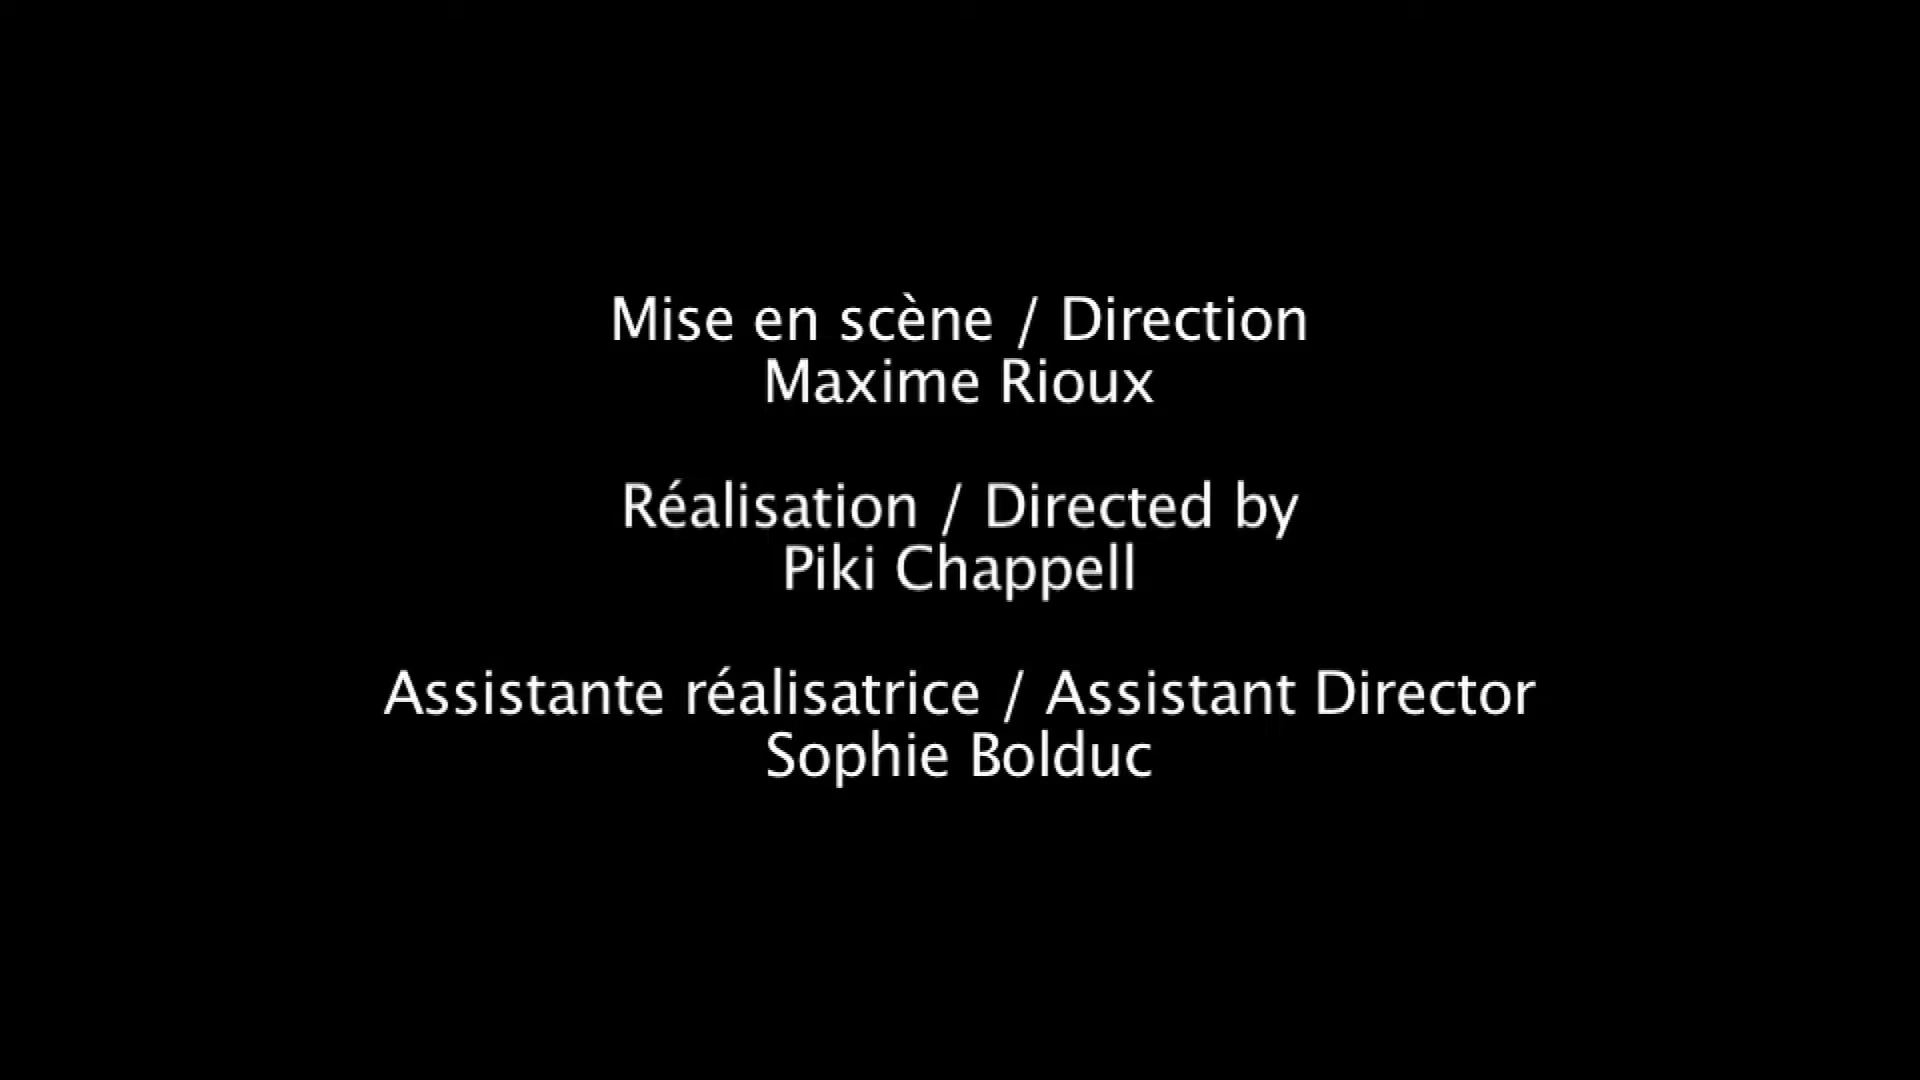 Mise en scène / Direction
Maxime Rioux
Réalisation / Directed by
Piki Chappell
Assistante réalisatrice / Assistant Director
Sophie Bolduc